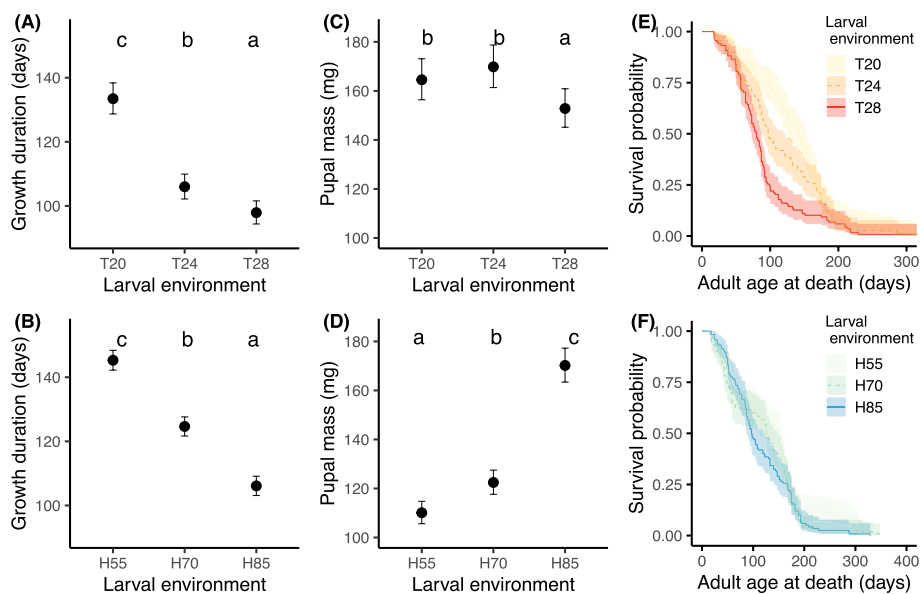 (A)
c b a
Growth duration (days)
140
120
100
T20 T24 T28
Larval environment
(C)
b b a
Pupal mass (mg)
180
160
140
120
100
T20 T24 T28
Larval environment
(E)
Survival probability
1.00
0.75
0.50
0.25
0.00
0 100 200 300
Adult age at death (days)
Larval
environment
T20
T24
T28
(B)
c b a
Growth duration (days)
140
120
100
H55 H70 H85
Larval environment
(D)
a b c
Pupal mass (mg)
180
160
140
120
100
H55 H70 H85
Larval environment
(F)
Survival probability
1.00
0.75
0.50
0.25
0.00
0 100 200 300 400
Adult age at death (days)
Larval
environment
H55
H70
H85